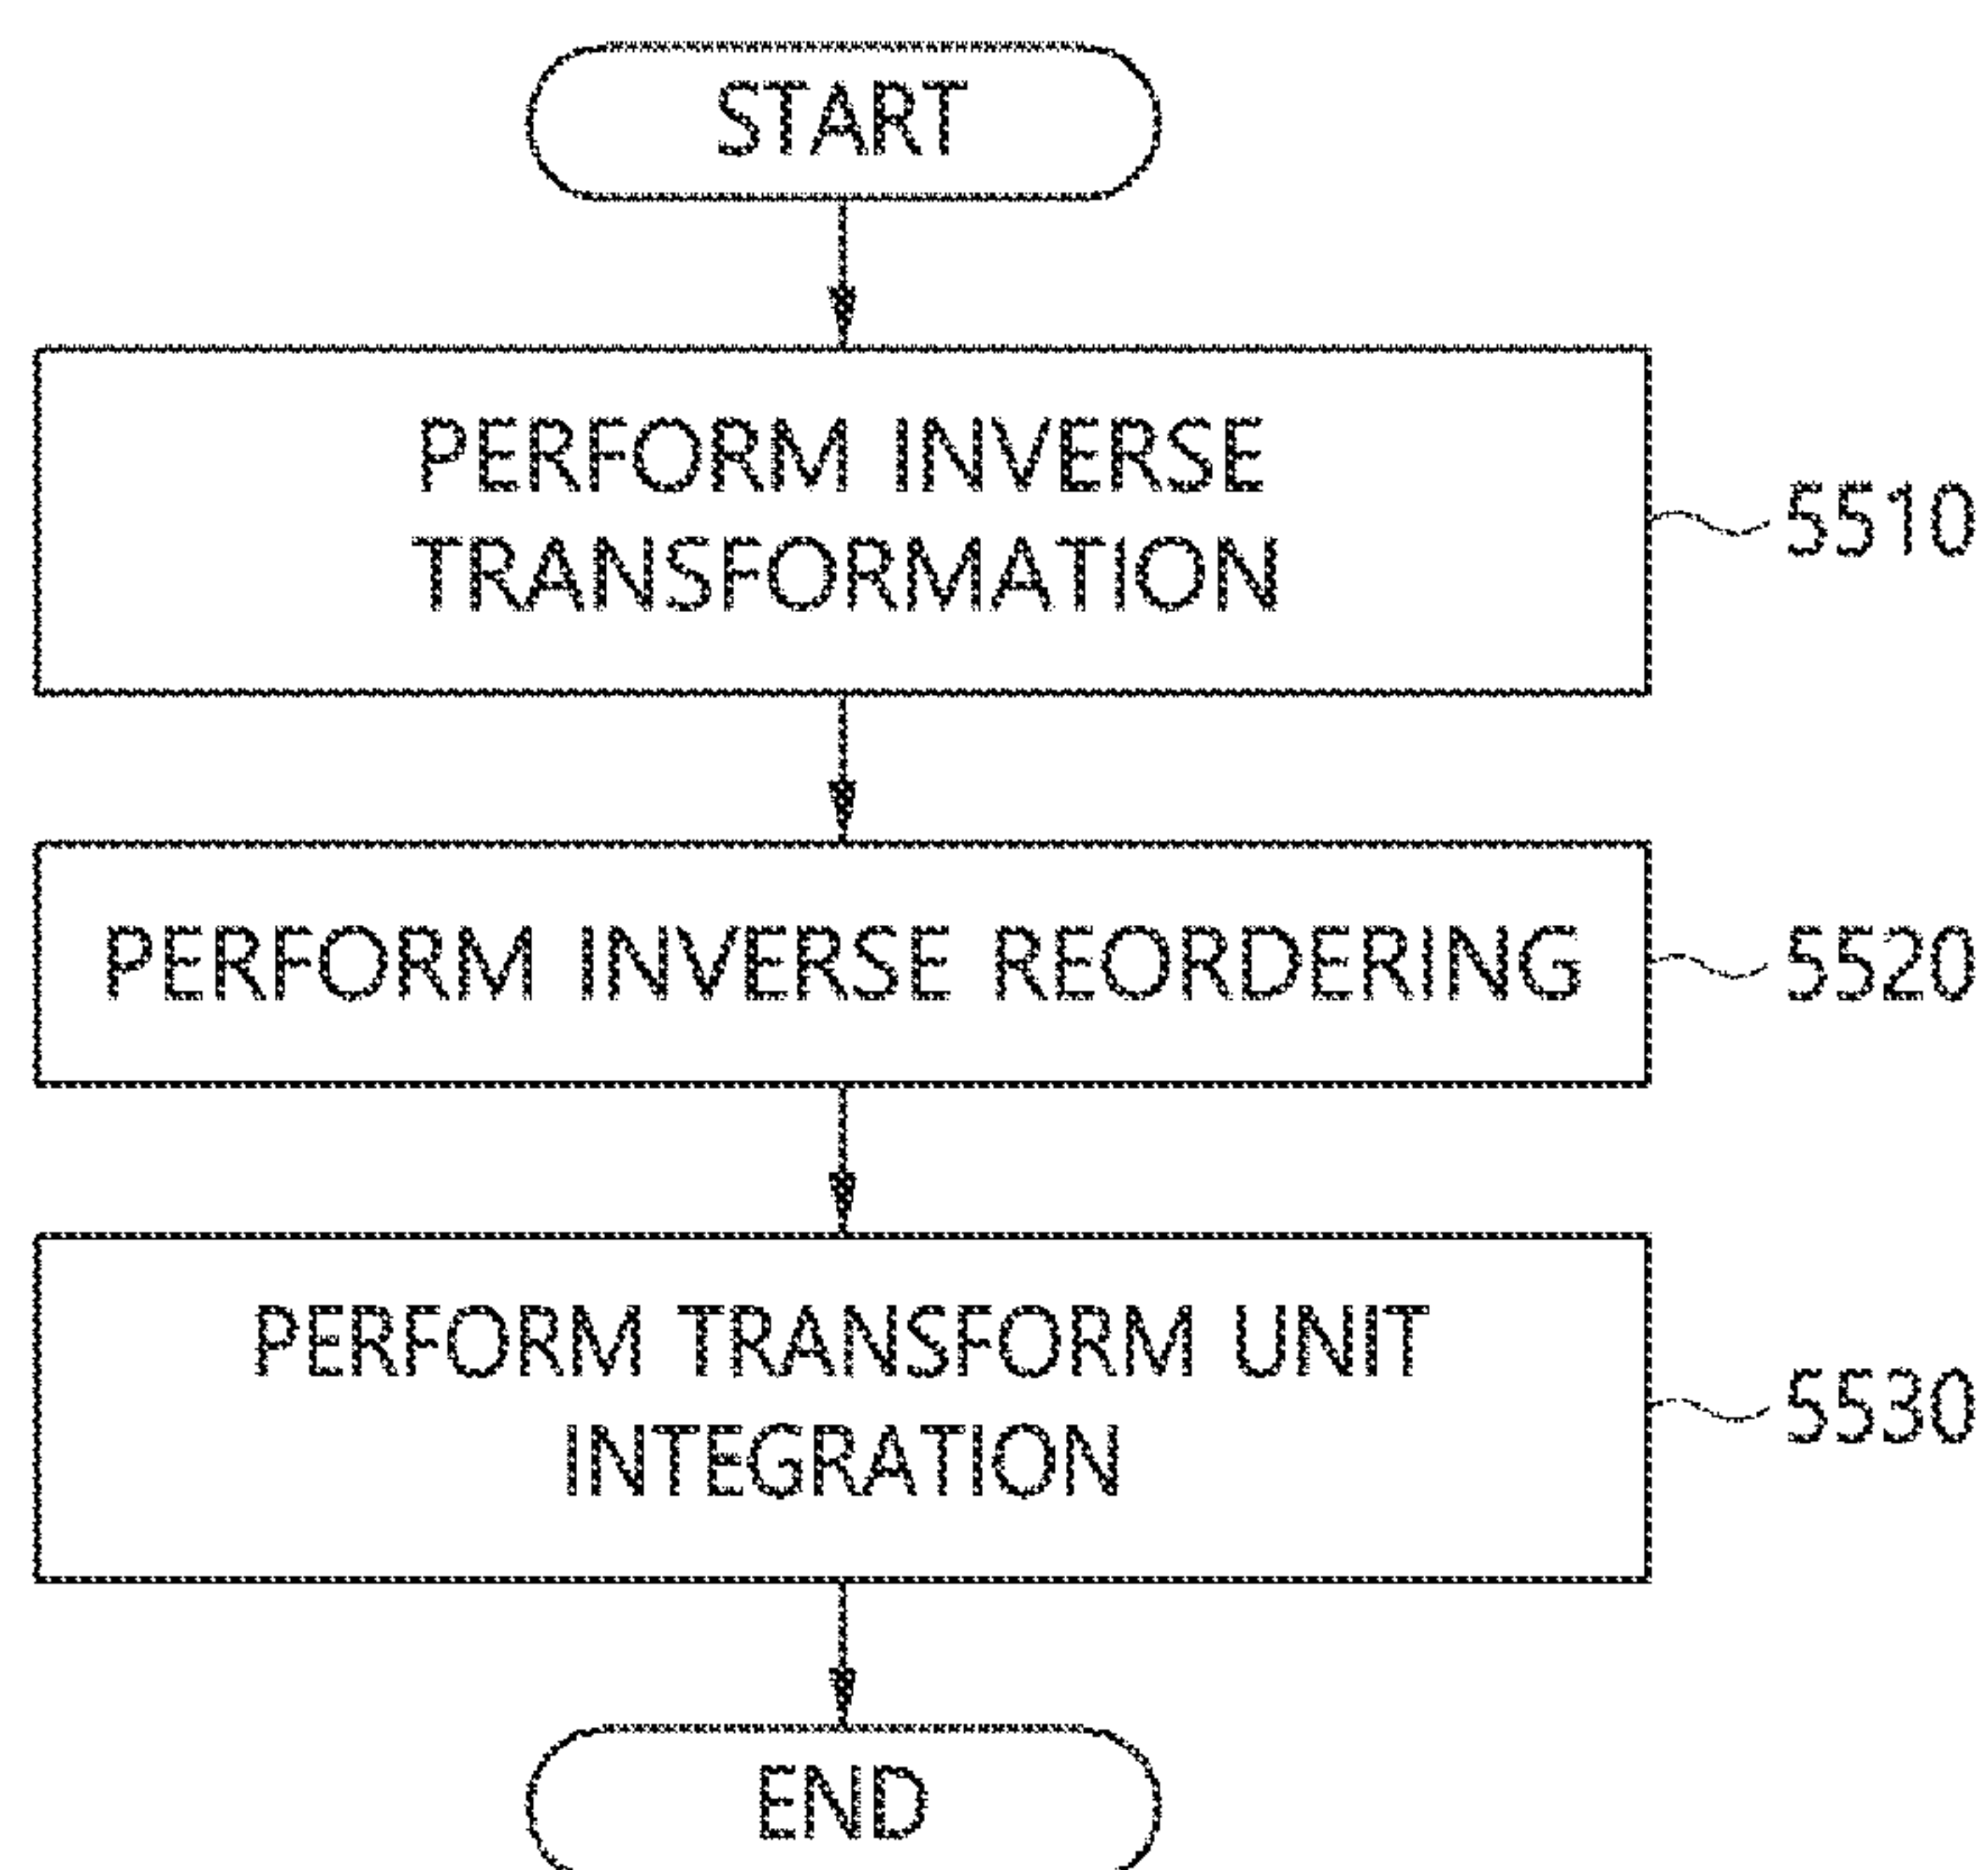 START
PERFORM INVERSE
TRANSFORMATION
5510
PERFORM INVERSE REORDERING
5520
PERFORM TRANSFORM UNIT
INTEGRATION
5530
END